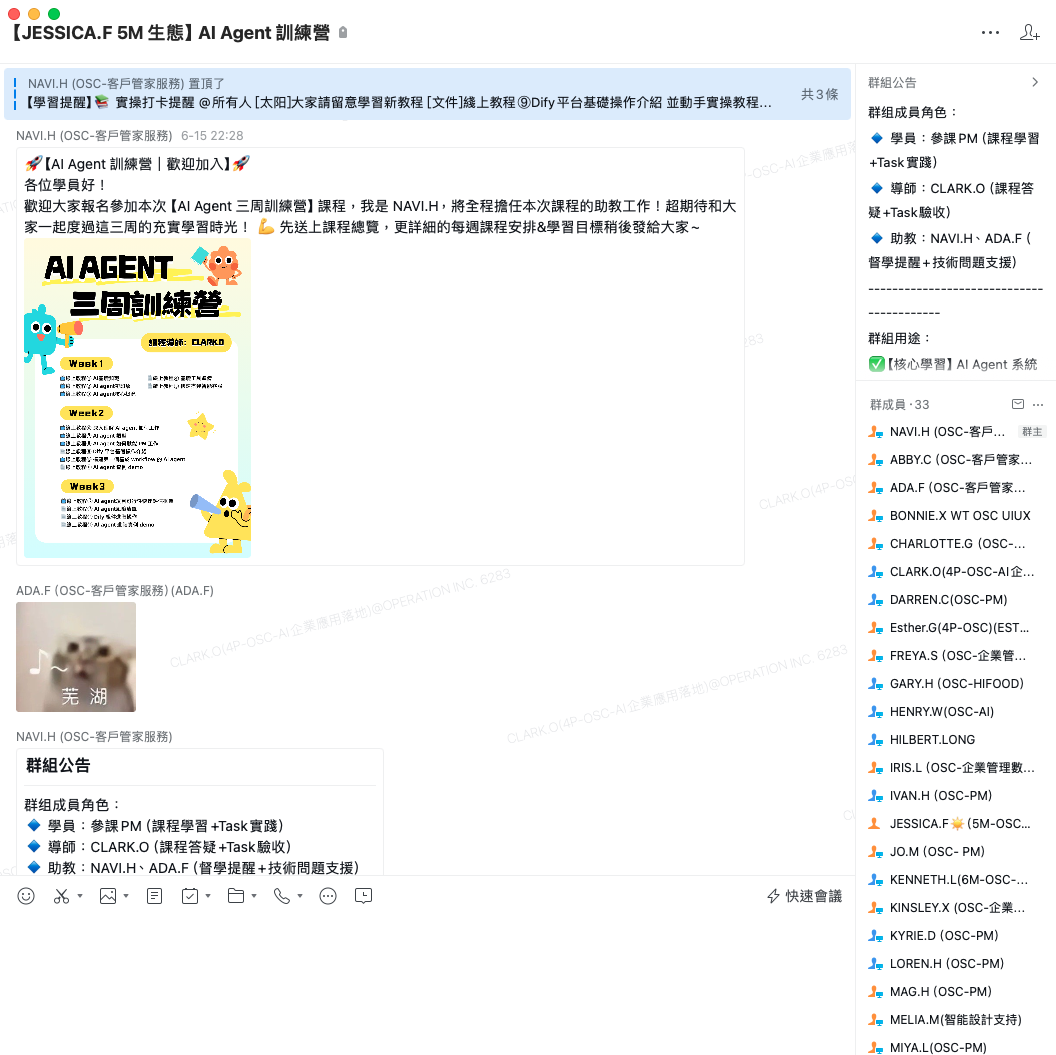 【JESSICA.F 5M 生態】 AI Agent 訓練營
NAVI.H (OSC-客戶管家服務) 置頂了
【學習提醒】📚 實操打卡提醒 @所有人 [太阳]大家請留意學習新教程 [文件]綫上教程⑨Dify平台基礎操作介紹 並動手實操教程...
共3條
NAVI.H (OSC-客戶管家服務) 6-15 22:28
🚀【AI Agent 訓練營｜歡迎加入】🚀
各位學員好！
歡迎大家報名參加本次【AI Agent 三周訓練營】課程，我是 NAVI.H，將全程擔任本次課程的助教工作！超期待和大
家一起度過這三周的充實學習時光！ 💪 先送上課程總覽，更詳細的每週課程安排&學習目標稍後發給大家~
AI AGENT
三周訓練營
課程導師：CLARK.O
Week1
Week2
Week3
ADA.F (OSC-客戶管家服務)(ADA.F)
芜 湖
NAVI.H (OSC-客戶管家服務)
群組公告
群组成員角色：
🔹 學員：參課PM (課程學習+Task實踐)
🔹 導師：CLARK.O (課程答疑+Task驗收)
🔹 助教：NAVI.H、ADA.F (督學提醒+技術問題支援)
快速會議
群組公告
群组成員角色：
🔹 學員：參課PM (課程學習
+Task實踐)
🔹 導師：CLARK.O (課程答
疑+Task驗收)
🔹 助教：NAVI.H、ADA.F (
督學提醒+技術問題支援)
-----------------------------
------------
群組用途：
✅【核心學習】 AI Agent 系統
群成員·33
NAVI.H (OSC-客戶... 群主
ABBY.C (OSC-客戶管家...
ADA.F (OSC-客戶管家...
BONNIE.X WT OSC UIUX
CHARLOTTE.G (OSC-...
CLARK.O(4P-OSC-AI企...
DARREN.C(OSC-PM)
Esther.G(4P-OSC)(EST...
FREYA.S (OSC-企業管...
GARY.H (OSC-HIFOOD)
HENRY.W(OSC-AI)
HILBERT.LONG
IRIS.L (OSC-企業管理數...
IVAN.H (OSC-PM)
JESSICA.F☀️(5M-OSC...
JO.M (OSC- PM)
KENNETH.L(6M-OSC-...
KINSLEY.X (OSC-企業...
KYRIE.D (OSC-PM)
LOREN.H (OSC-PM)
MAG.H (OSC-PM)
MELIA.M(智能設計支持)
MIYA.L(OSC-PM)
CLARK.O(4P-OSC-AI企業應用落地)@OPERATION.INC. 6283
CLARK.O(4P-OSC-AI企業應用落地)@OPERATION.INC. 6283